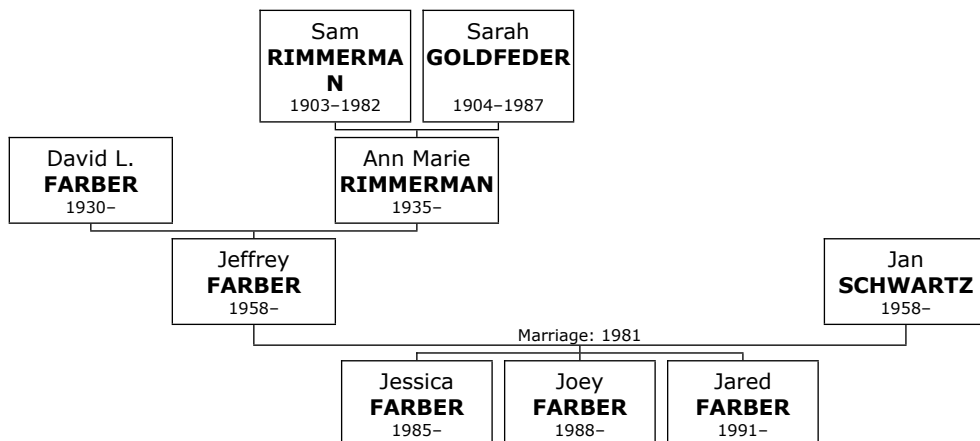 Sam
RIMMERMA
N
1903–1982
Sarah
GOLDFEDER
1904–1987
David L.
FARBER
1930–
Ann Marie
RIMMERMAN
1935–
Jeffrey
FARBER
1958–
Jan
SCHWARTZ
1958–
Marriage: 1981
Jessica
FARBER
1985–
Joey
FARBER
1988–
Jared
FARBER
1991–